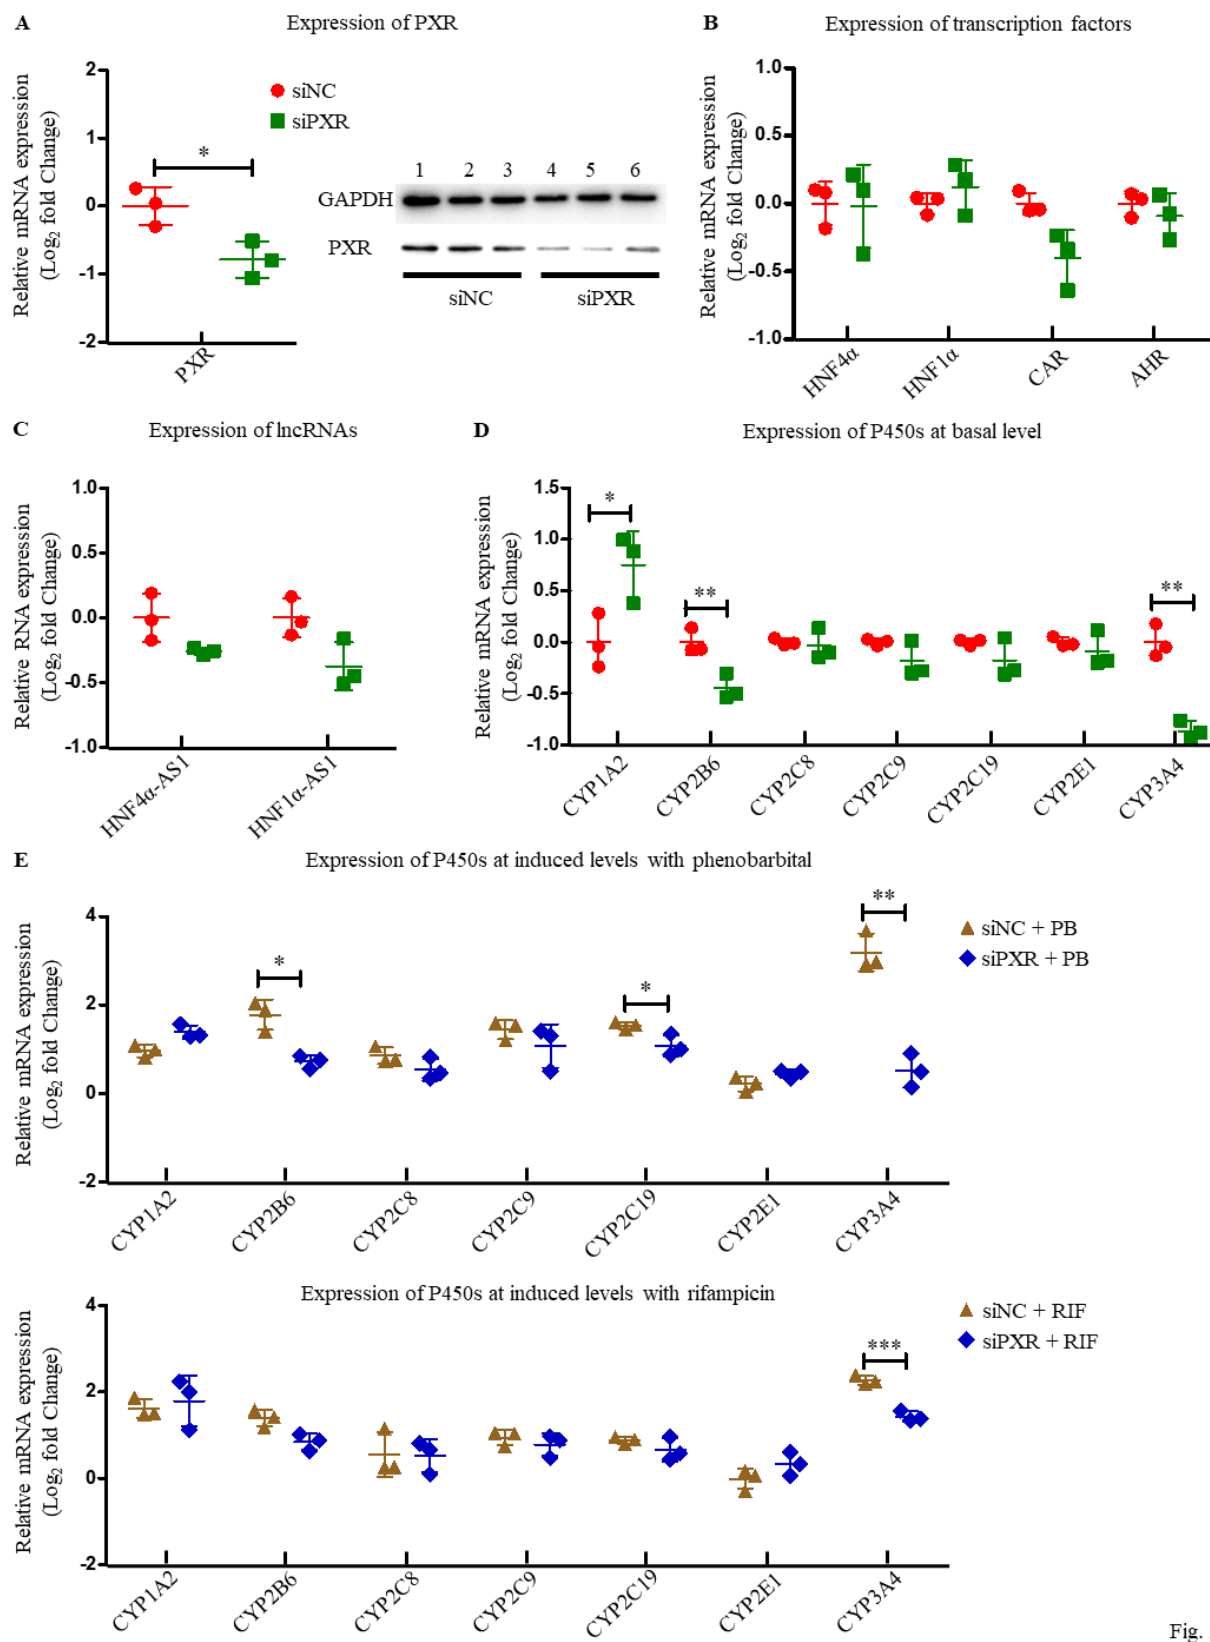 A
Expression of PXR
Relative mRNA expression
(Log₂ fold Change)
2
1
0
-1
-2
PXR
siNC
siPXR
*
1 2 3 4 5 6
GAPDH
PXR
siNC siPXR
B
Expression of transcription factors
Relative mRNA expression
(Log₂ fold Change)
1.0
0.5
0.0
-0.5
-1.0
HNF4α HNF1α CAR AHR
C
Expression of lncRNAs
Relative RNA expression
(Log₂ fold Change)
1.0
0.5
0.0
-0.5
-1.0
HNF4α-AS1 HNF1α-AS1
D
Expression of P450s at basal level
Relative mRNA expression
(Log₂ fold Change)
1.5
1.0
0.5
0.0
-0.5
-1.0
* ** **
CYP1A2 CYP2B6 CYP2C8 CYP2C9 CYP2C19 CYP2E1 CYP3A4
E
Expression of P450s at induced levels with phenobarbital
Relative mRNA expression
(Log₂ fold Change)
4
2
0
-2
* * **
siNC + PB
siPXR + PB
CYP1A2 CYP2B6 CYP2C8 CYP2C9 CYP2C19 CYP2E1 CYP3A4
Expression of P450s at induced levels with rifampicin
Relative mRNA expression
(Log₂ fold Change)
4
2
0
-2
***
siNC + RIF
siPXR + RIF
CYP1A2 CYP2B6 CYP2C8 CYP2C9 CYP2C19 CYP2E1 CYP3A4
Fig.